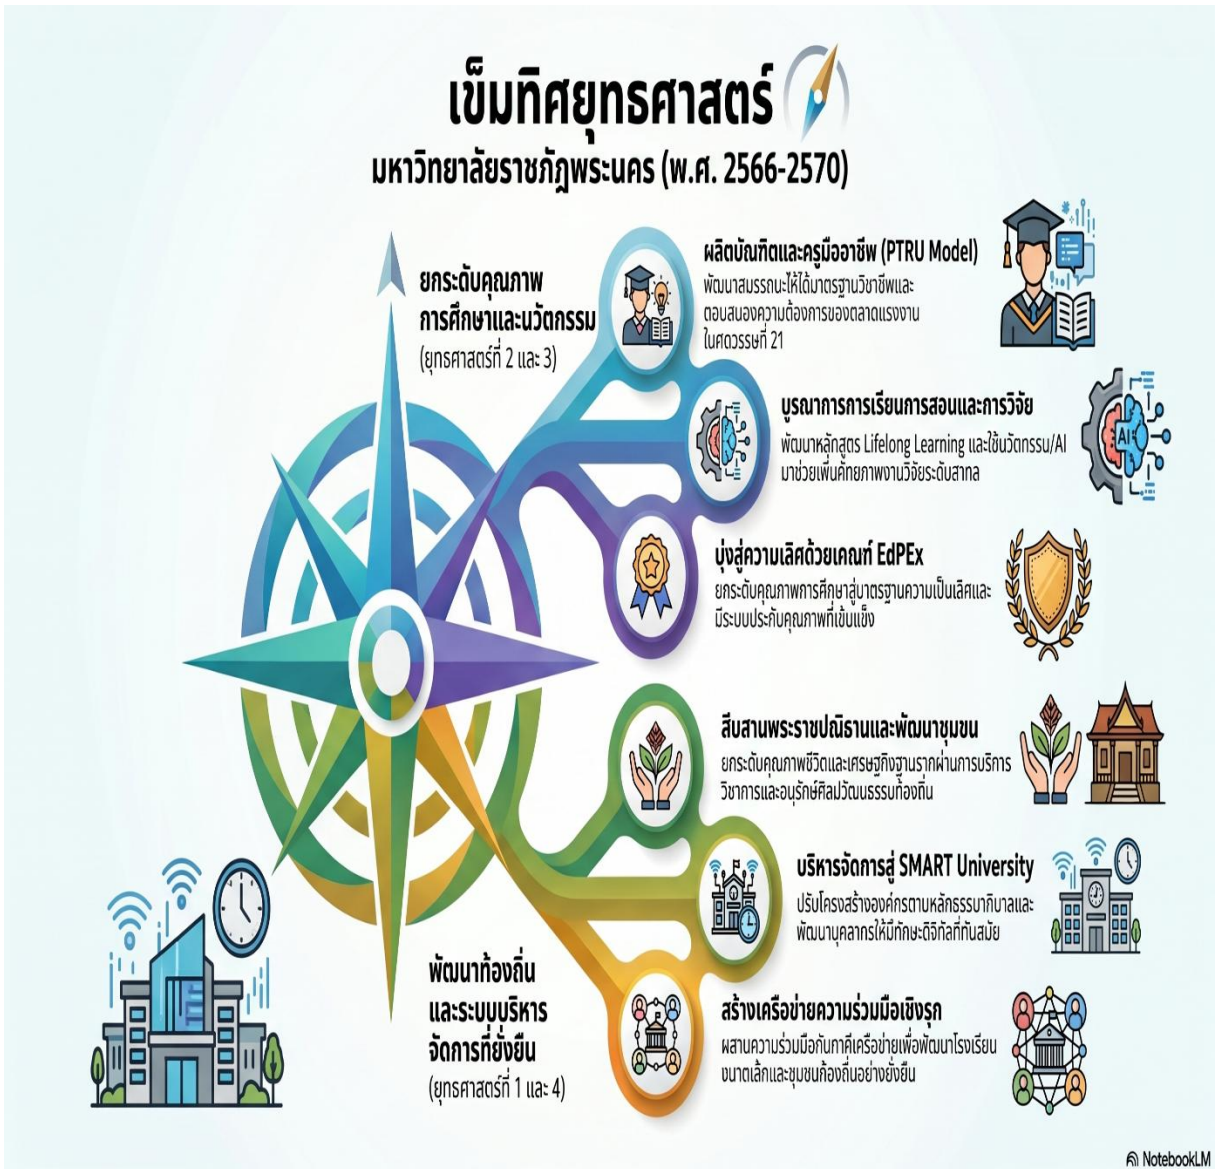 เข็มทิศยุทธศาสตร์
มหาวิทยาลัยราชภัฏพระนคร (พ.ศ. 2566-2570)
ยกระดับคุณภาพ
การศึกษาและนวัตกรรม
(ยุทธศาสตร์ที่ 2 และ 3)
ผลิตบัณฑิตและครูมืออาชีพ (PTRU Model)
พัฒนาสมรรถนะให้ได้มาตรฐานวิชาชีพและ
ตอบสนองความต้องการของตลาดแรงงาน
ในศตวรรษที่ 21
บูรณาการการเรียนการสอนและการวิจัย
พัฒนาหลักสูตร Lifelong Learning และใช้นวัตกรรม/AI
มาช่วยเพิ่มศักยภาพงานวิจัยระดับสากล
AI
มุ่งสู่ความเลิศด้วยเกณฑ์ EdPEx
ยกระดับคุณภาพการศึกษาสู่มาตรฐานความเป็นเลิศและ
มีระบบประกับคุณภาพที่เข้มแข็ง
สืบสานพระราชปณิธานและพัฒนาชุมชน
ยกระดับคุณภาพชีวิตและเศรษฐกิจฐานรากผ่านการบริการ
วิชาการและอนุรักษ์ศิลปวัฒนธรรมท้องถิ่น
บริหารจัดการสู่ SMART University
ปรับโครงสร้างองค์กรตามหลักธรรมาภิบาลและ
พัฒนาบุคลากรให้มีทักษะดิจิทัลที่ทันสมัย
พัฒนาท้องถิ่น
และระบบบริหาร
จัดการที่ยั่งยืน
(ยุทธศาสตร์ที่ 1 และ 4)
สร้างเครือข่ายความร่วมมือเชิงรุก
ผสานความร่วมมือกับภาคีเครือข่ายเพื่อพัฒนาโรงเรียน
ขนาดเล็กและชุมชนท้องถิ่นอย่างยั่งยืน
NotebookLM